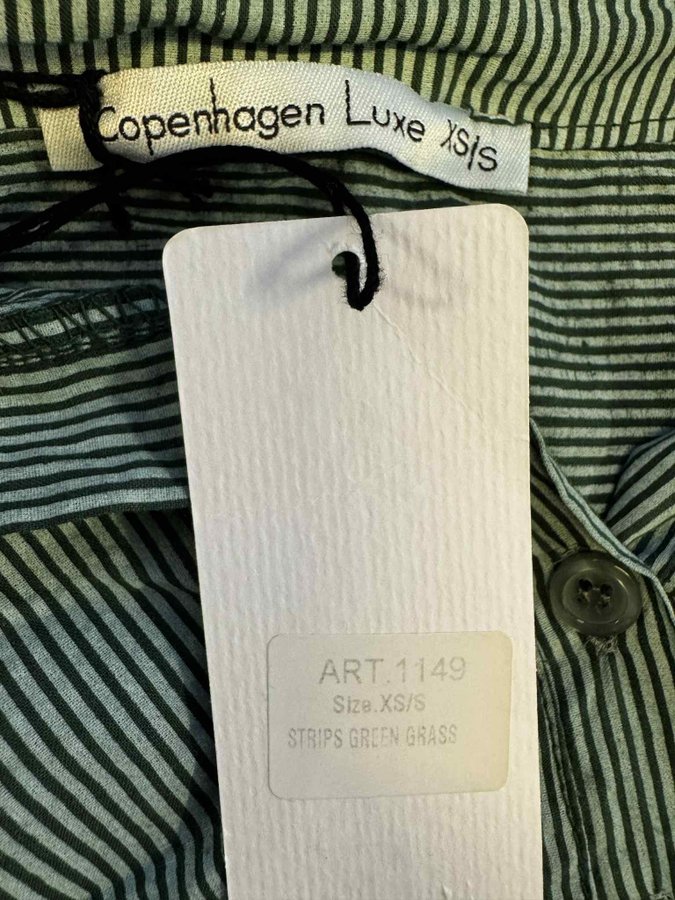 Copenhagen Luxe XS/S
ART.1149
Size.XS/S
STRIPS GREEN GRASS